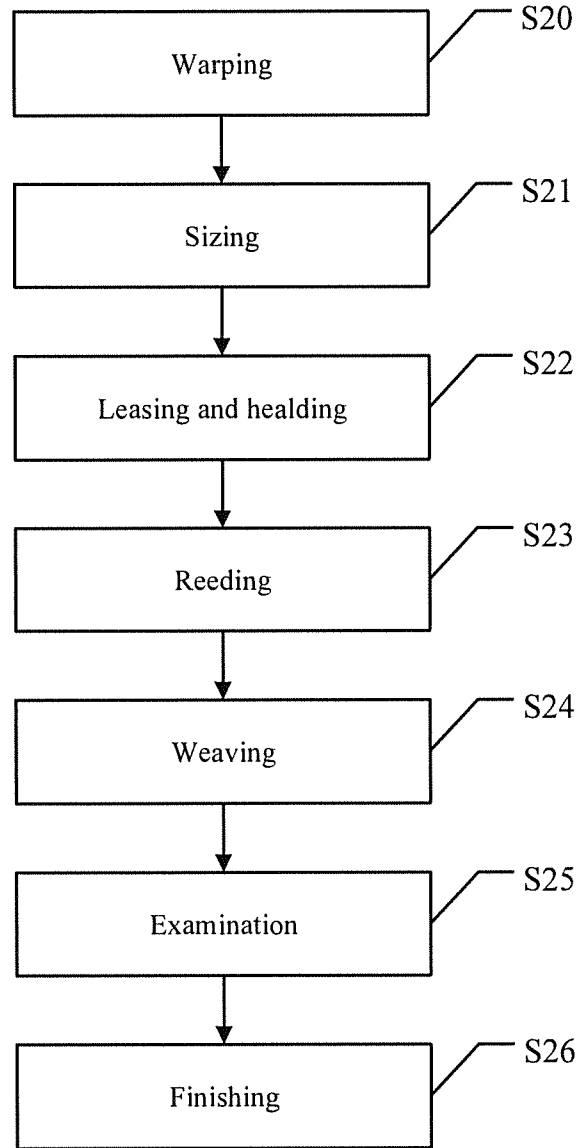 S20
Warping
S21
Sizing
S22
Leasing and healding
S23
Reeding
S24
Weaving
S25
Examination
S26
Finishing